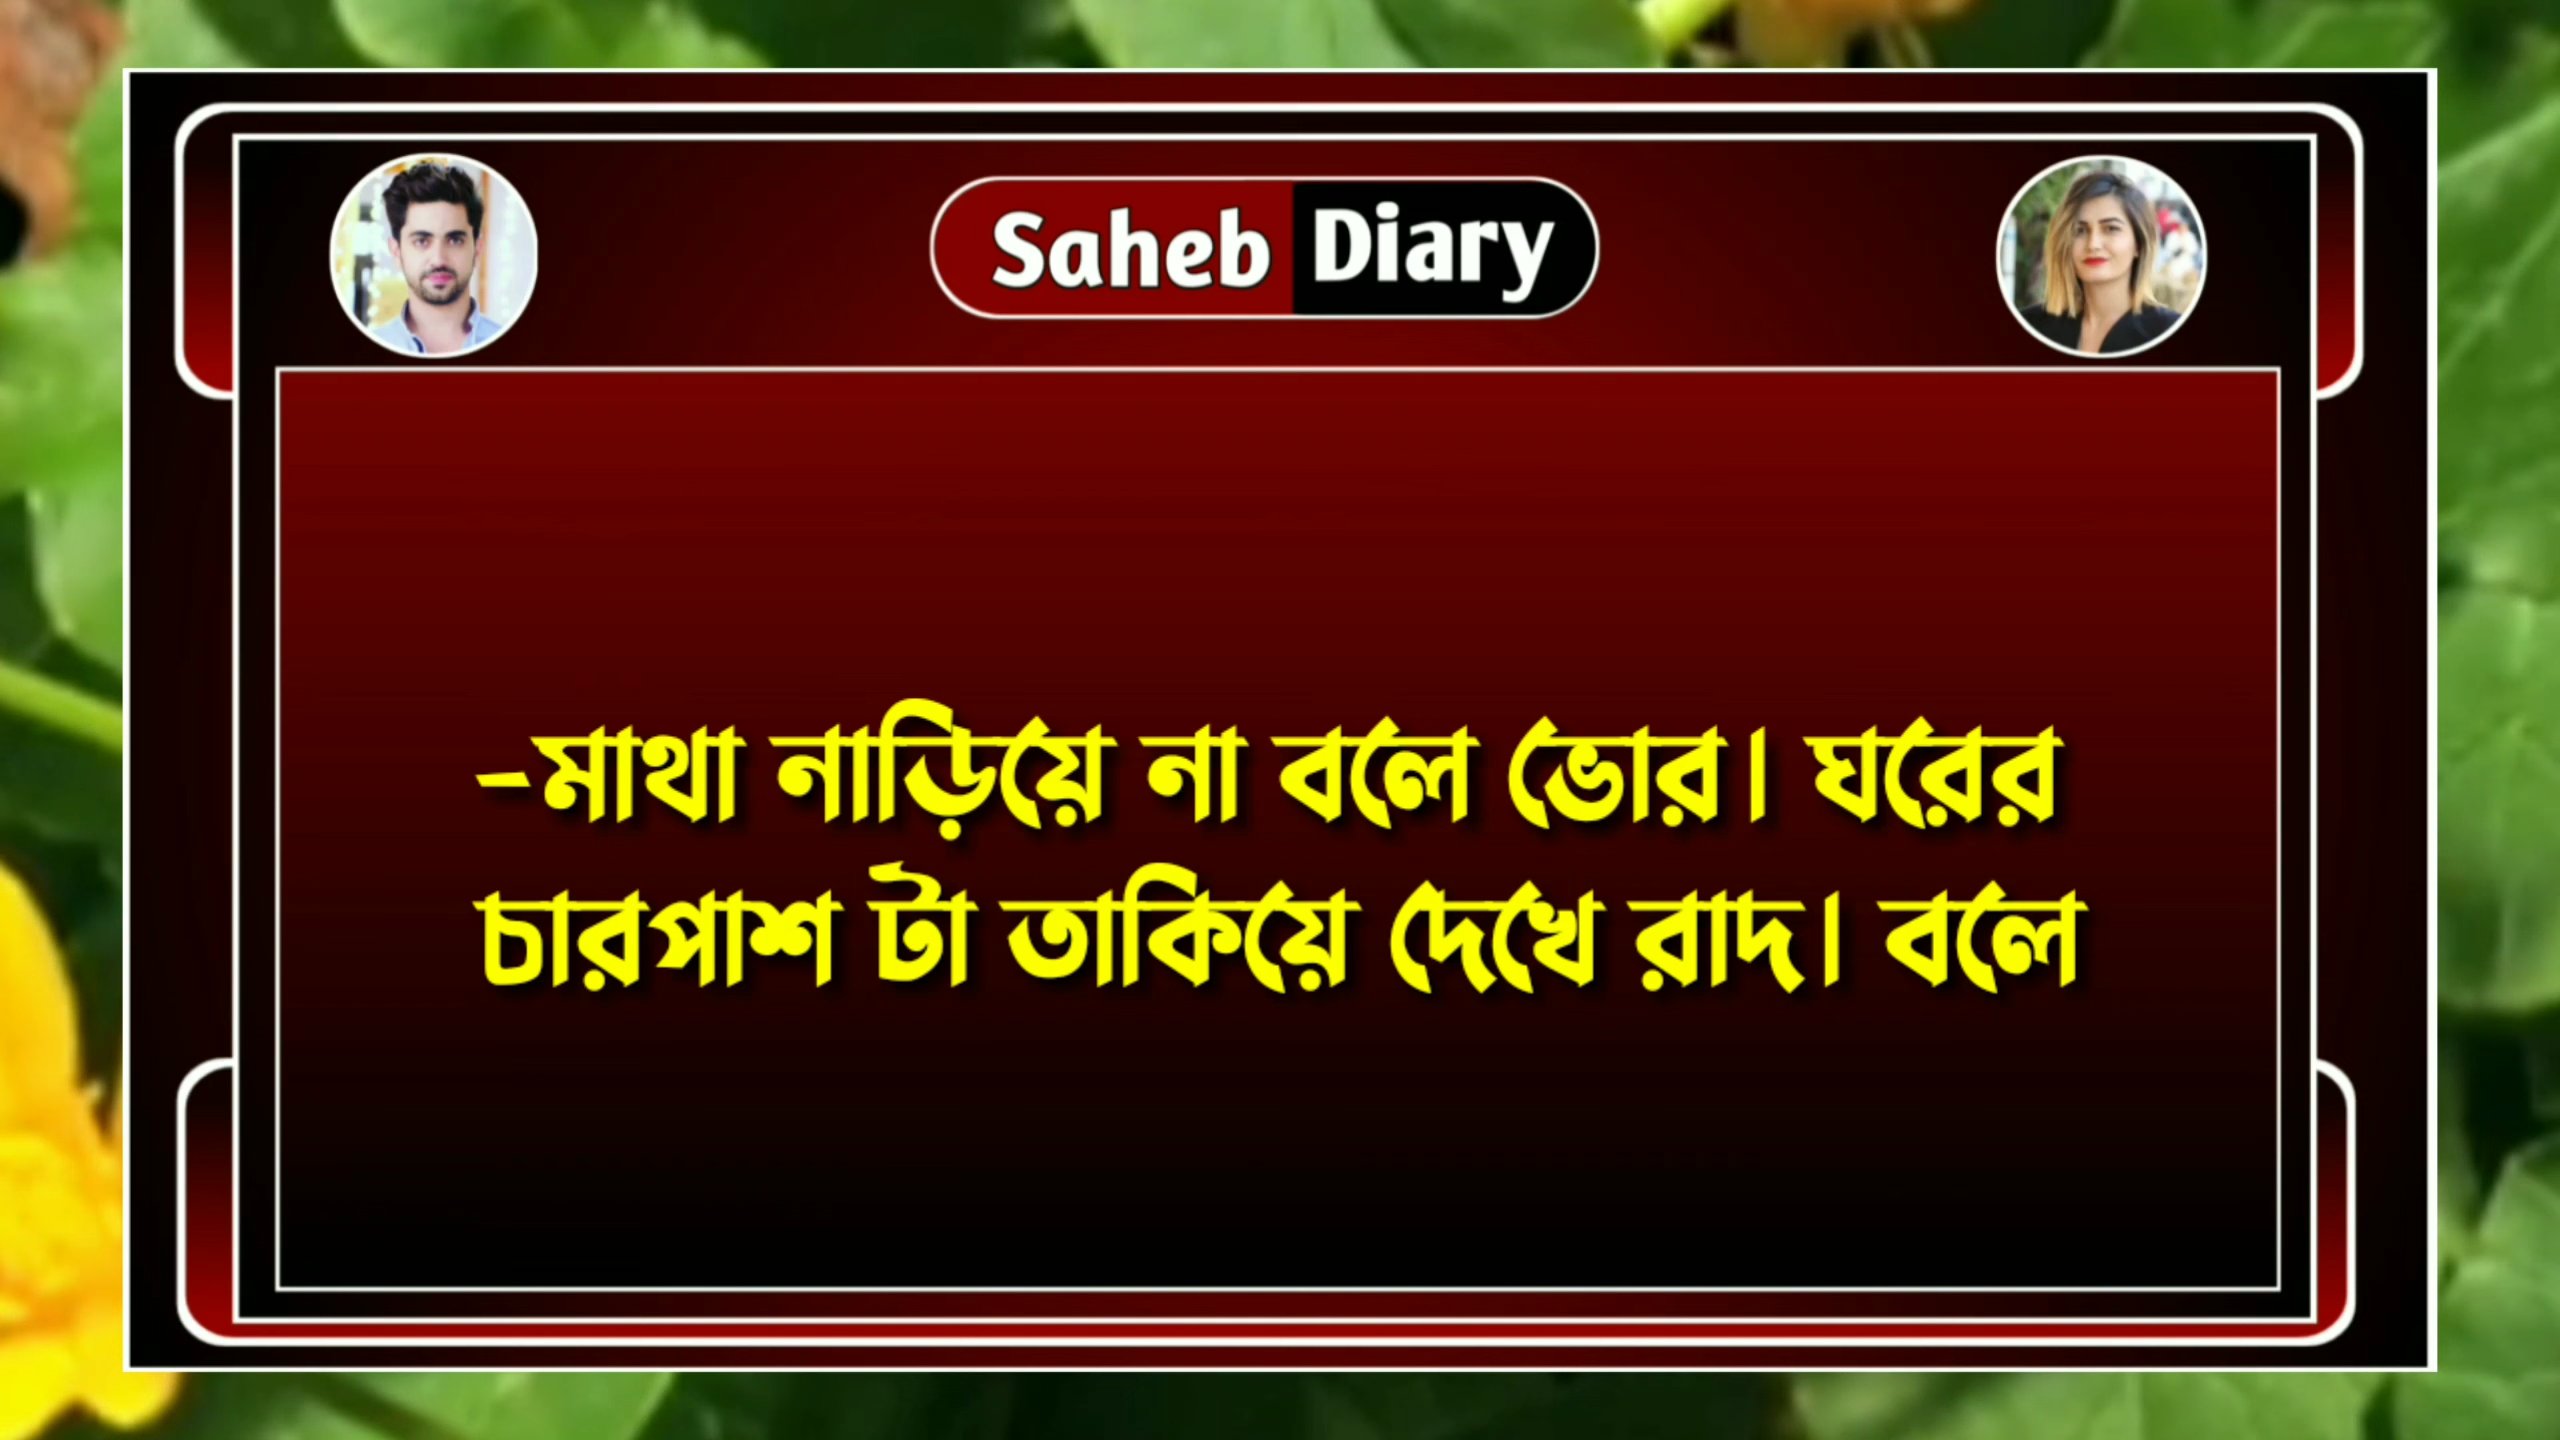 Saheb Diary
-মাথা নাড়িয়ে না বলে ভোর। ঘরের
চারপাশ টা তাকিয়ে দেখে রাদ। বলে